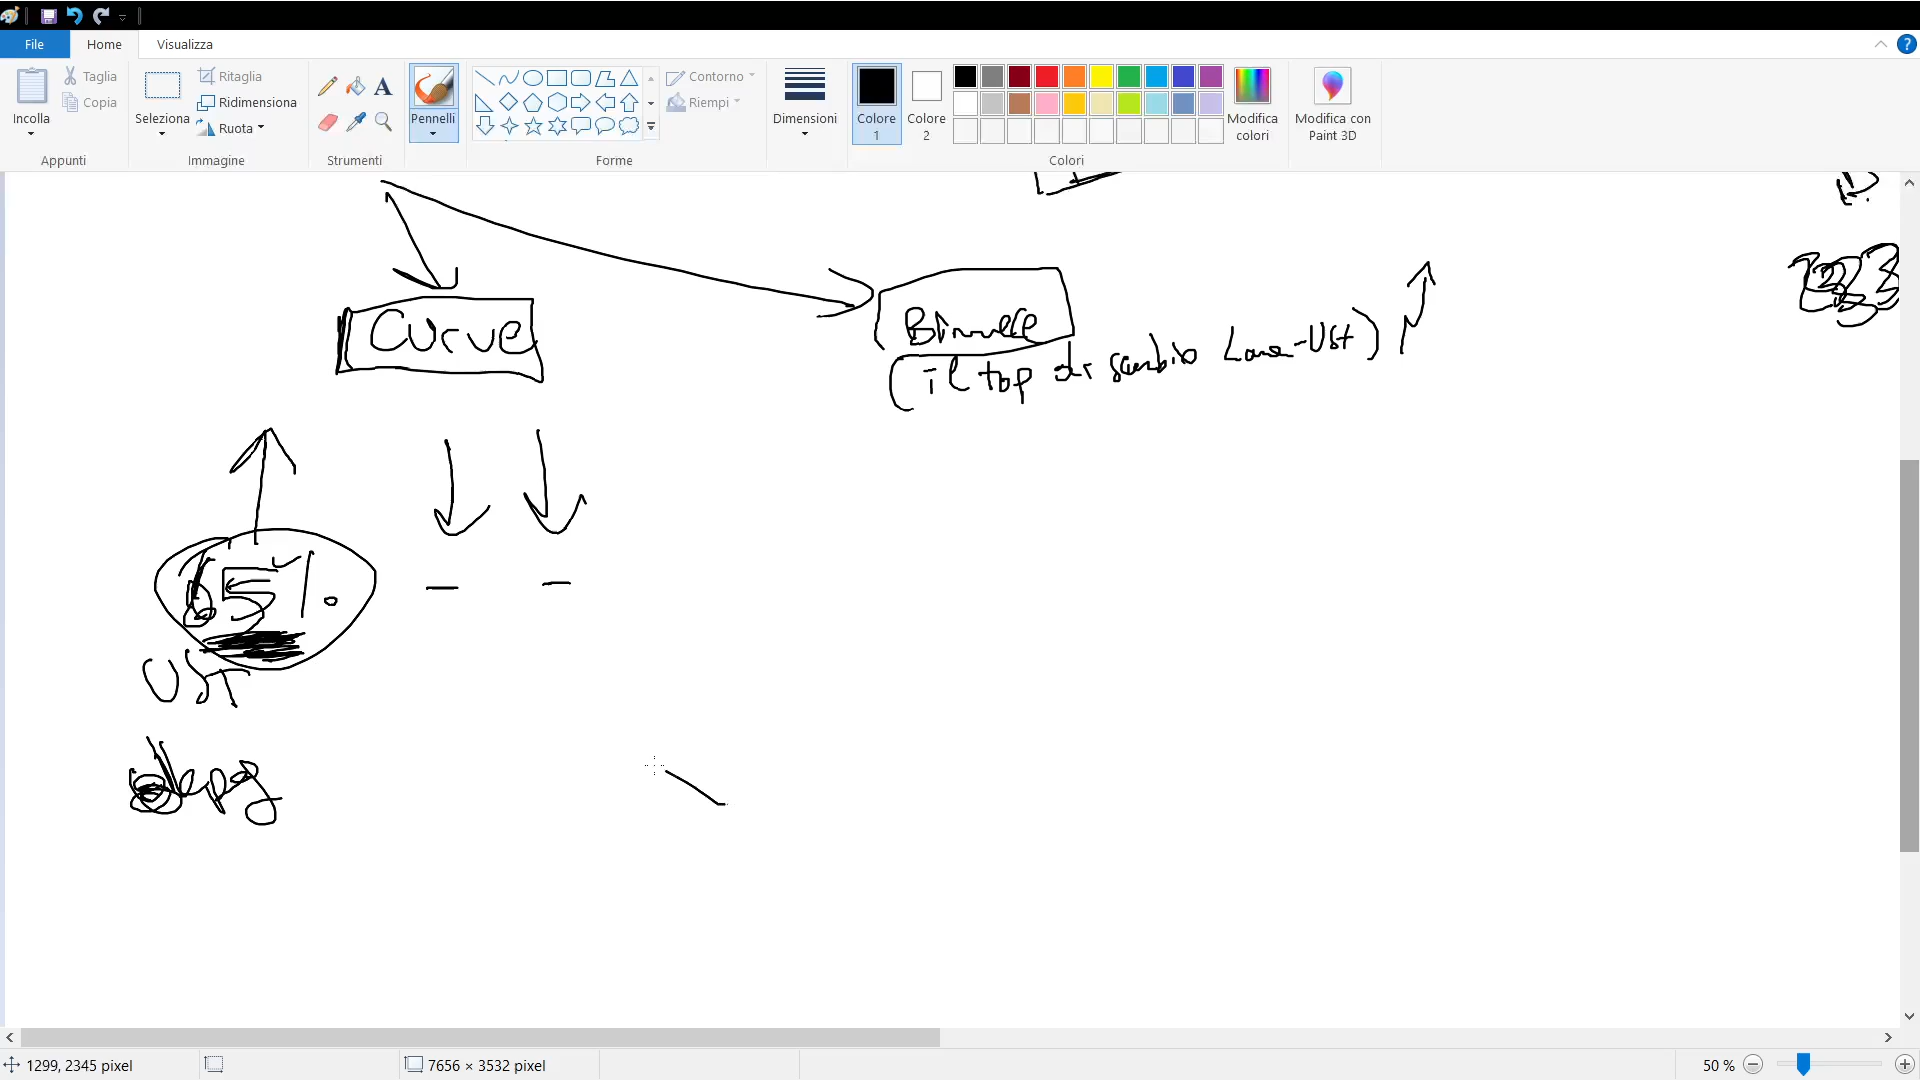 File Home Visualizza
Incolla
Taglia
Copia
Appunti
Seleziona
Ritaglia
Ridimensiona
Ruota
Immagine
A
Strumenti
Pennelli
Contorno
Riempi
Forme
Dimensioni
Colore 1
Colore 2
Modifica colori
Colori
Modifica con Paint 3D
Curve
(il top di scambio Luna-USt)
65%
UST
depeg
1299, 2345 pixel
7656 × 3532 pixel
50 %